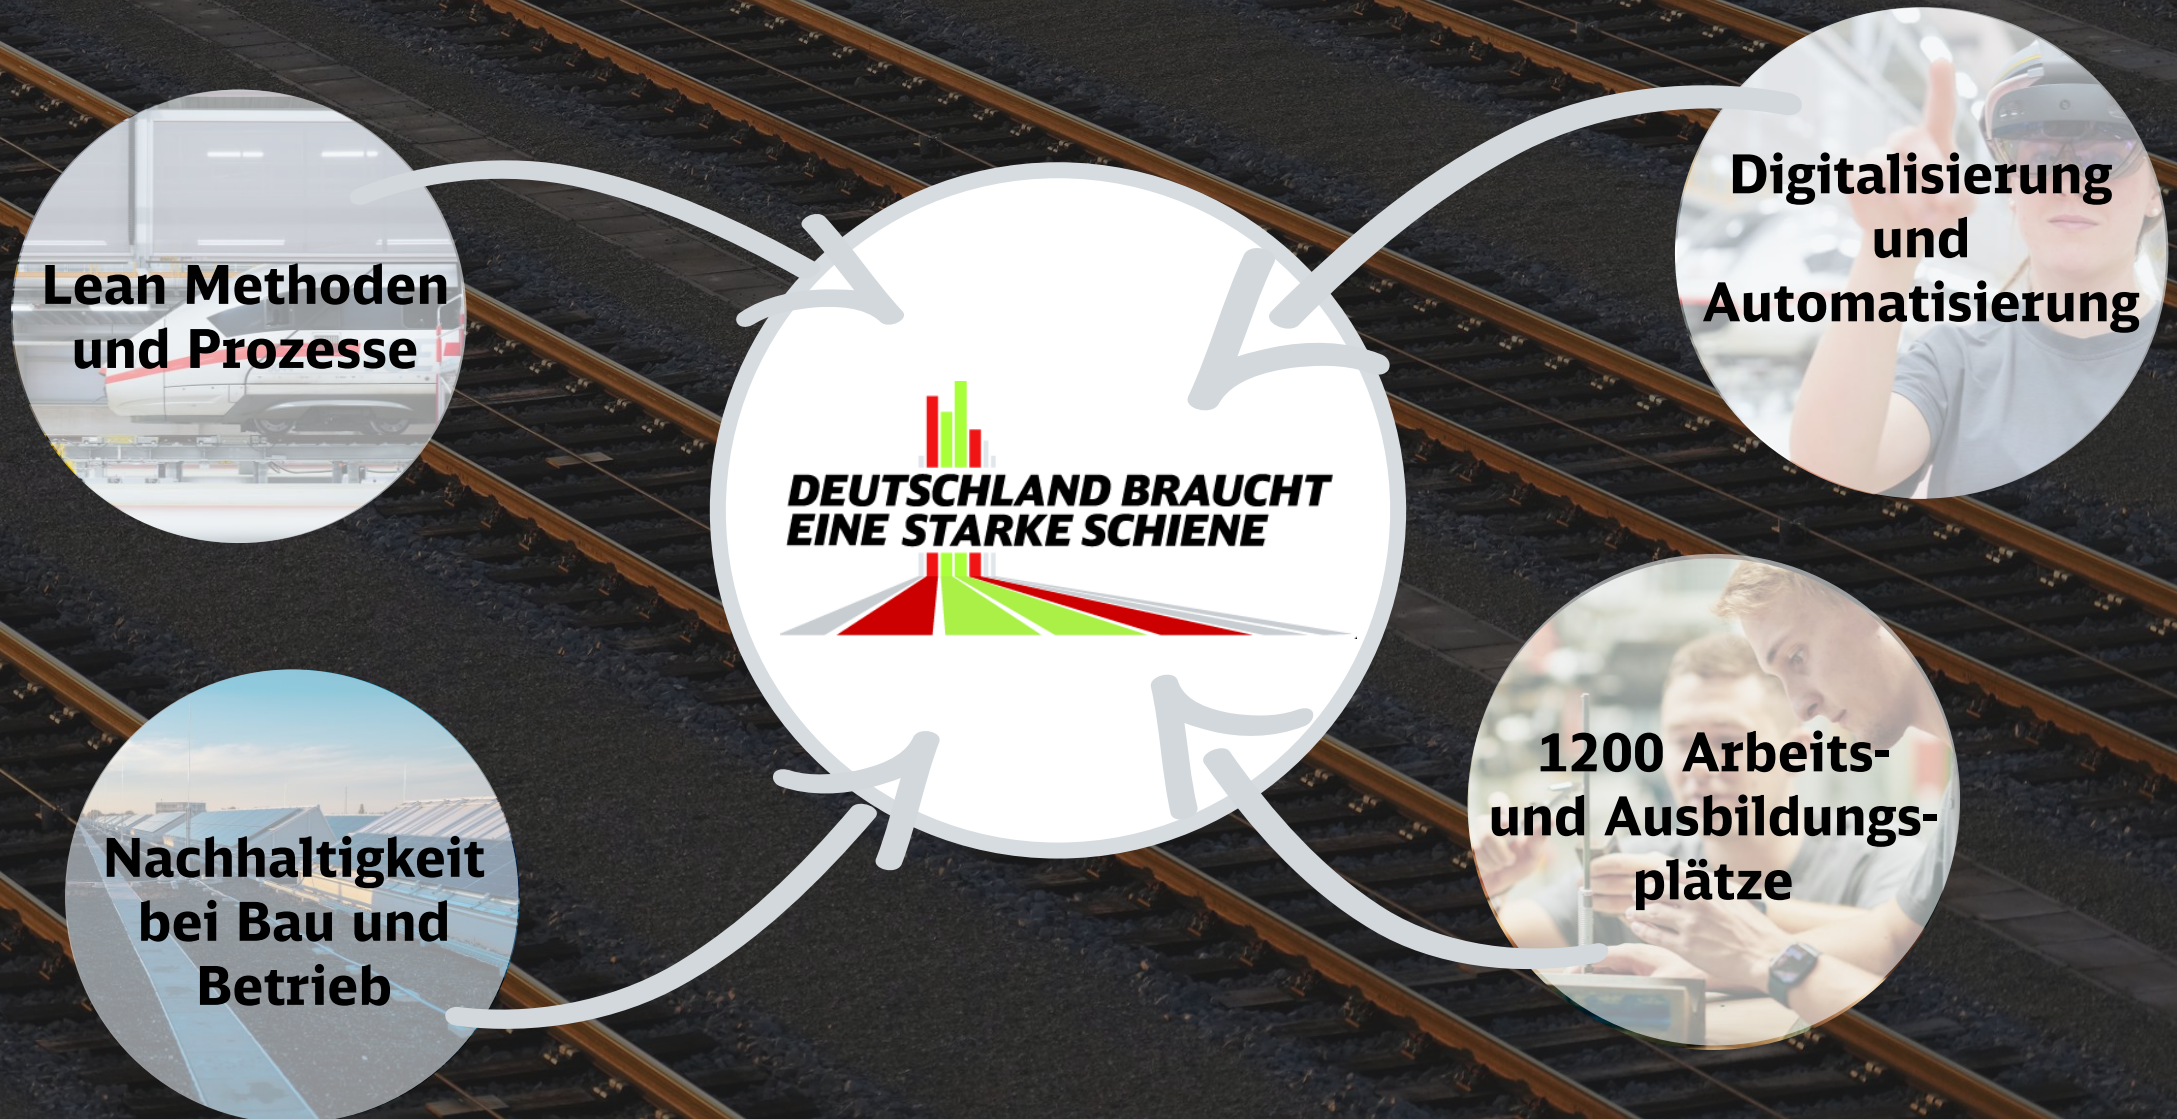 Lean Methoden
und Prozesse
Digitalisierung
und
Automatisierung
DEUTSCHLAND BRAUCHT
EINE STARKE SCHIENE
Nachhaltigkeit
bei Bau und
Betrieb
1200 Arbeits-
und Ausbildungs-
plätze